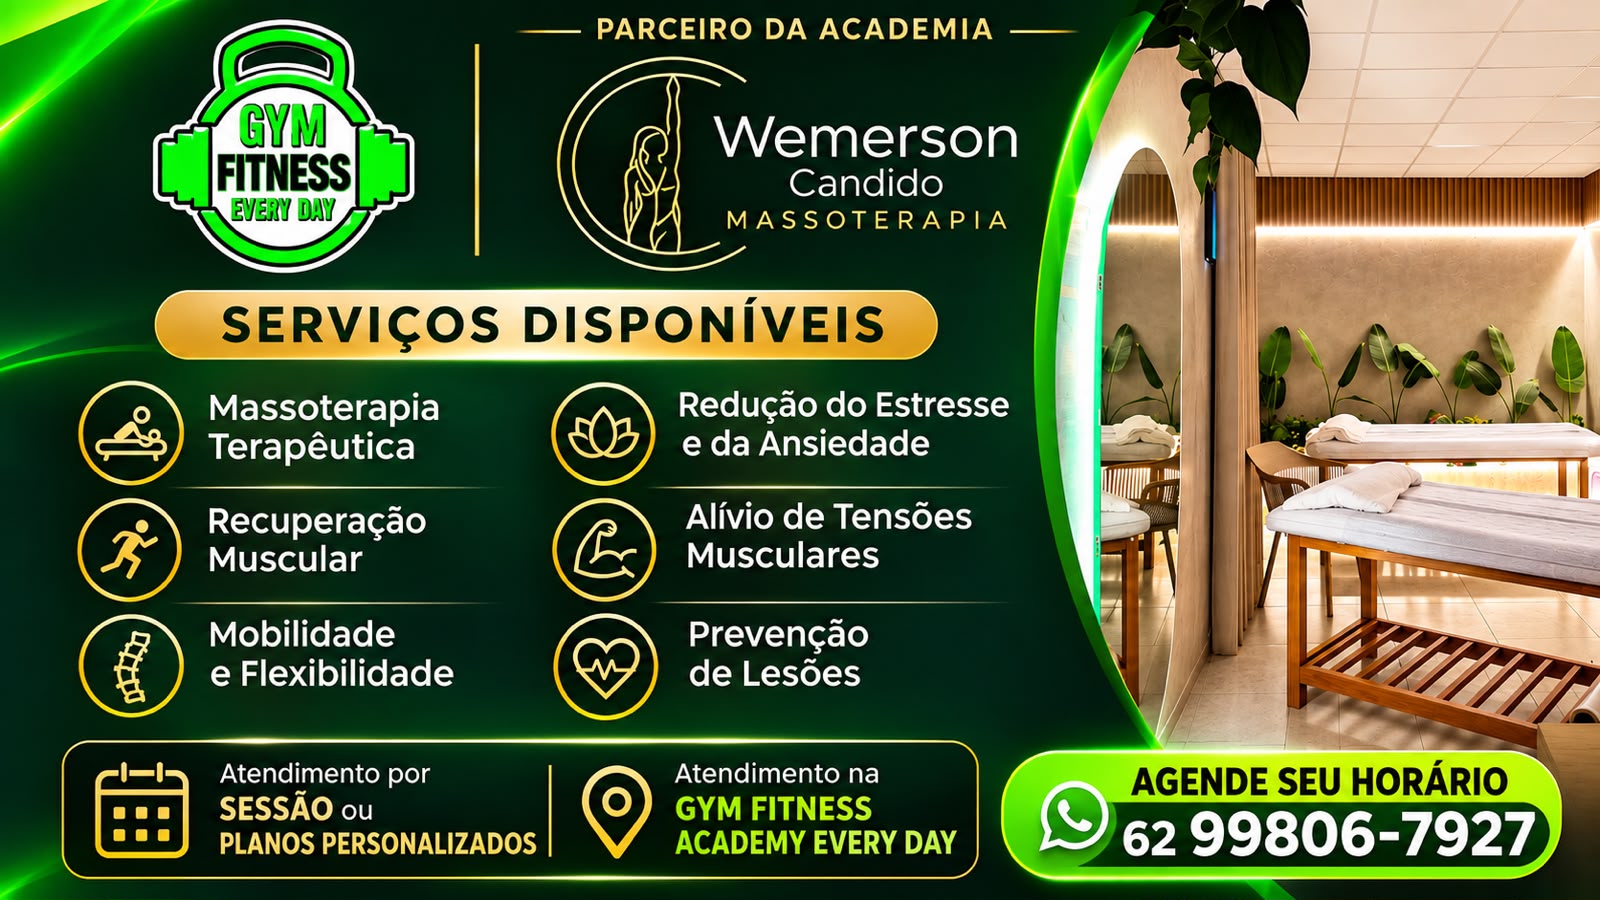 GYM
FITNESS
EVERY DAY
PARCEIRO DA ACADEMIA
Wemerson
Candido
MASSOTERAPIA
SERVIÇOS DISPONÍVEIS
Massoterapia
Terapêutica
Redução do Estresse
e da Ansiedade
Recuperação
Muscular
Alívio de Tensões
Musculares
Mobilidade
e Flexibilidade
Prevenção
de Lesões
Atendimento por
SESSÃO ou
PLANOS PERSONALIZADOS
Atendimento na
GYM FITNESS
ACADEMY EVERY DAY
AGENDE SEU HORÁRIO
62 99806-7927